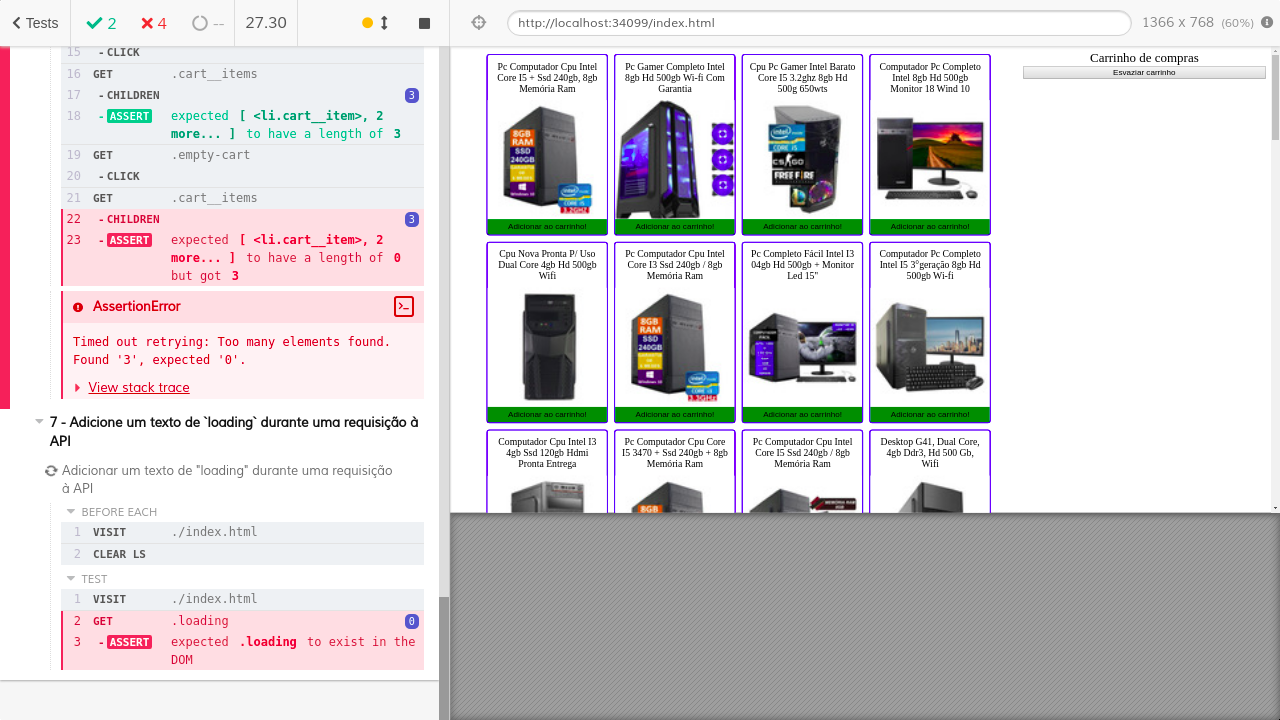 Tests
2
4
--
27.30
http://localhost:34099/index.html
1366 x 768 (60%)
15 - CLICK
16 GET .cart__items
17 - CHILDREN 3
18 - ASSERT expected [ <li.cart__item>, 2
more... ] to have a length of 3
19 GET .empty-cart
20 - CLICK
21 GET .cart__items
22 - CHILDREN 3
23 - ASSERT expected [ <li.cart__item>, 2
more... ] to have a length of 0
but got 3
AssertionError
Timed out retrying: Too many elements found.
Found '3', expected '0'.
View stack trace
7 - Adicione um texto de `loading` durante uma requisição à
API
Adicionar um texto de "loading" durante uma requisição
à API
BEFORE EACH
1 VISIT ./index.html
2 CLEAR LS
TEST
1 VISIT ./index.html
2 GET .loading 0
3 - ASSERT expected .loading to exist in the
DOM
Pc Computador Cpu Intel
Core I5 + Ssd 240gb, 8gb
Memória Ram
8GB
RAM
SSD
240GB
Adicionar ao carrinho!
Pc Gamer Completo Intel
8gb Hd 500gb Wi-fi Com
Garantia
Adicionar ao carrinho!
Cpu Pc Gamer Intel Barato
Core I5 3.2ghz 8gb Hd
500g 650wts
CS:GO
FREE FIRE
Adicionar ao carrinho!
Computador Pc Completo
Intel 8gb Hd 500gb
Monitor 18 Wind 10
Adicionar ao carrinho!
Cpu Nova Pronta P/ Uso
Dual Core 4gb Hd 500gb
Wifi
Adicionar ao carrinho!
Pc Computador Cpu Intel
Core I3 Ssd 240gb / 8gb
Memória Ram
8GB
RAM
SSD
240GB
Adicionar ao carrinho!
Pc Completo Fácil Intel I3
04gb Hd 500gb + Monitor
Led 15"
Adicionar ao carrinho!
Computador Pc Completo
Intel I5 3°geração 8gb Hd
500gb Wi-fi
Adicionar ao carrinho!
Computador Cpu Intel I3
4gb Ssd 120gb Hdmi
Pronta Entrega
Pc Computador Cpu Core
I5 3470 + Ssd 240gb + 8gb
Memória Ram
8GB
Pc Computador Cpu Intel
Core I5 Ssd 240gb / 8gb
Memória Ram
Desktop G41, Dual Core,
4gb Ddr3, Hd 500 Gb,
Wifi
Carrinho de compras
Esvaziar carrinho